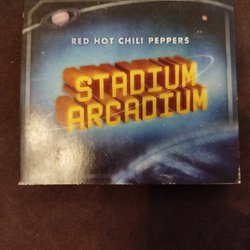 RED HOT CHILI PEPPERS
STADIUM
ARCADIUM